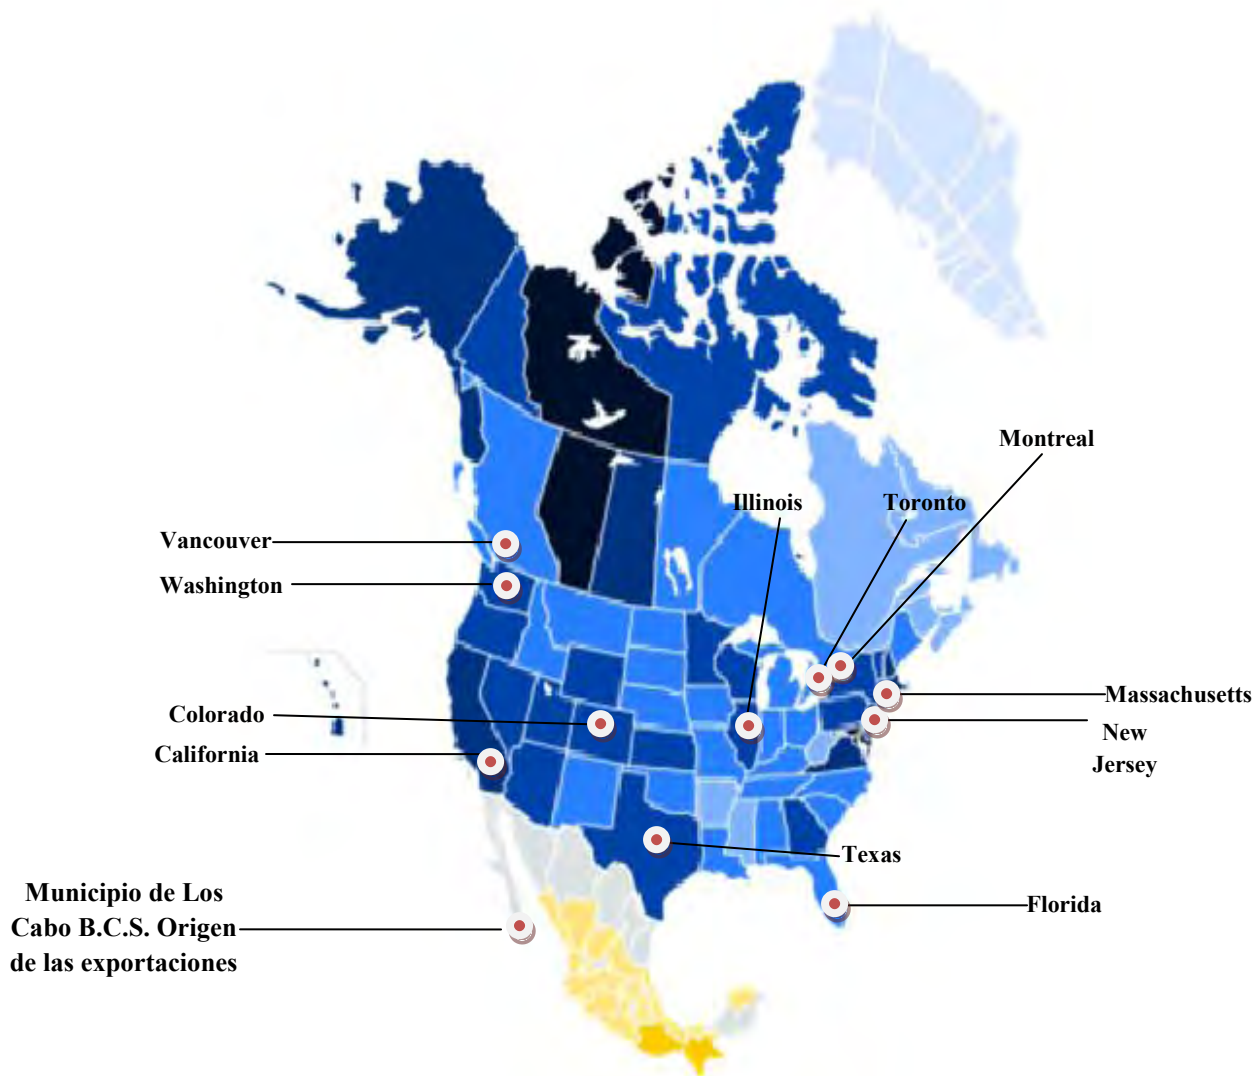 Montreal
Illinois
Toronto
Vancouver
Washington
Massachusetts
Colorado
New
Jersey
California
Texas
Municipio de Los
Cabo B.C.S. Origen
de las exportaciones
Florida